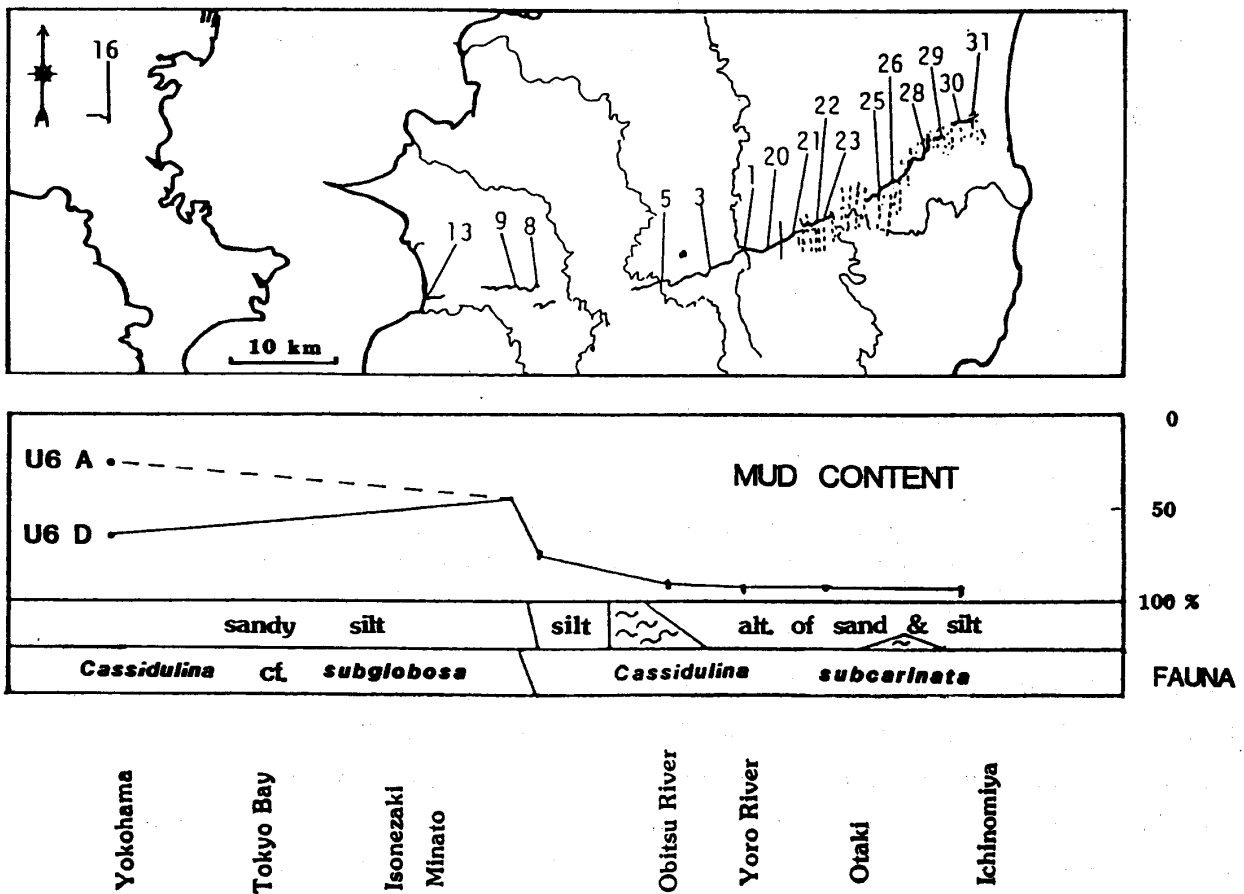 16
31
29
26
30
28
25
22
23
21
20
1
3
5
8
9
13
10 km
0
U6 A
MUD CONTENT
50
U6 D
100 %
sandy silt
silt
alt. of sand & silt
Cassidulina cf. subglobosa
Cassidulina subcarinata
FAUNA
Yokohama
Tokyo Bay
Isonezaki
Minato
Obitsu River
Yoro River
Otaki
Ichinomiya